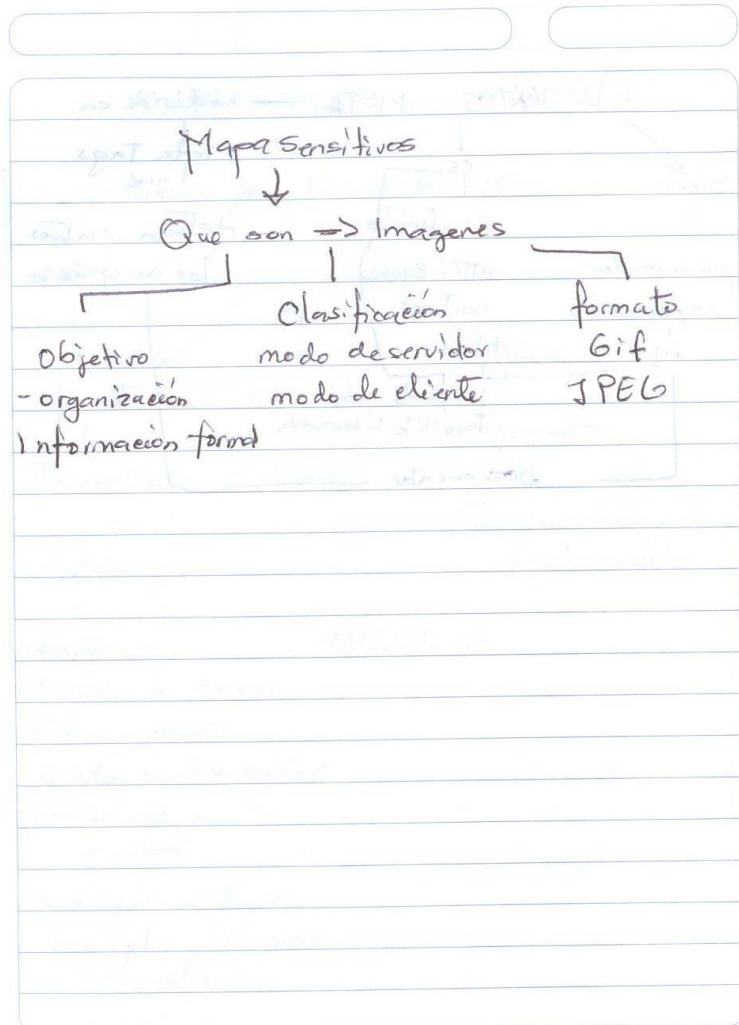 Mapa Sensitivos
Que son => Imagenes
Objetivo
- organización
Información formal
Clasificación
modo de servidor
modo de cliente
formato
Gif
JPEG